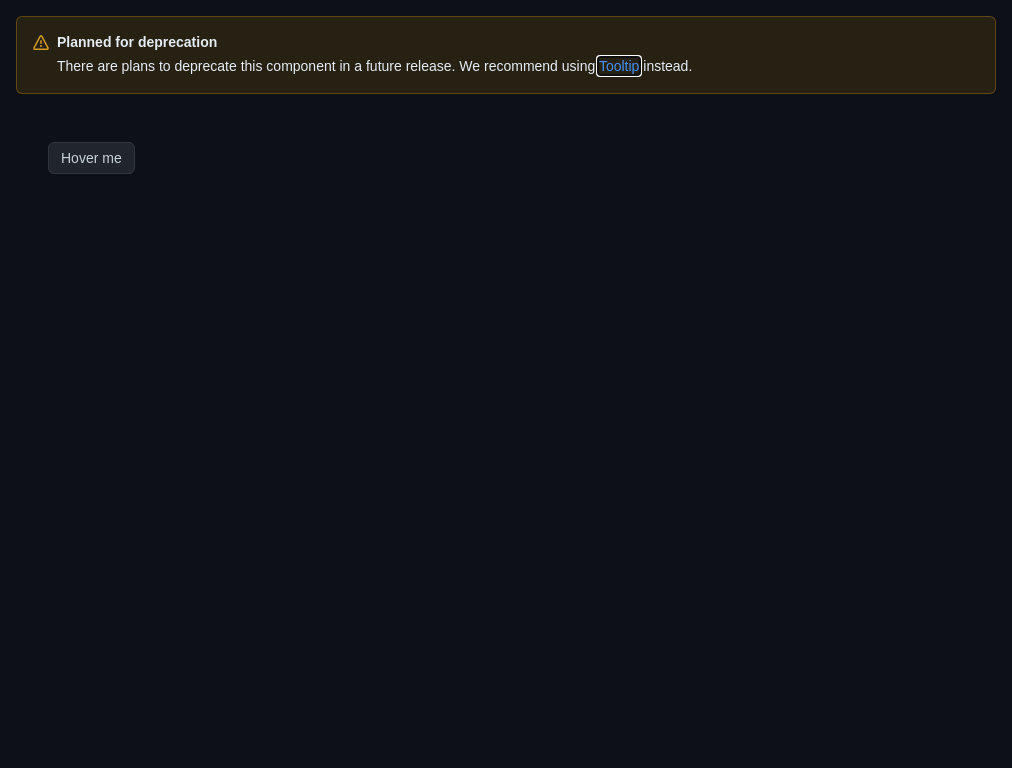 Planned for deprecation
There are plans to deprecate this component in a future release. We recommend using Tooltip instead.
Hover me